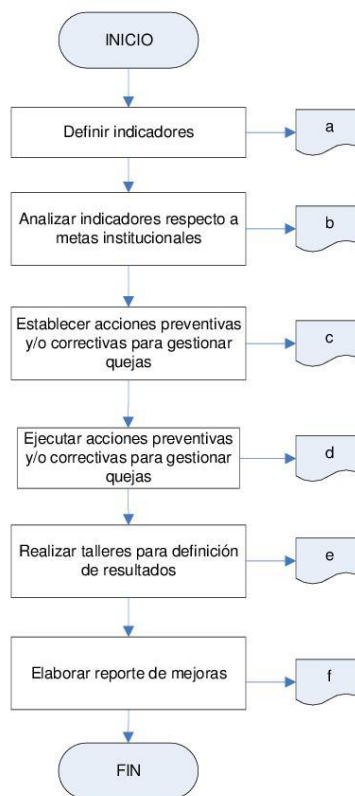 INICIO
Definir indicadores
a
Analizar indicadores respecto a
metas institucionales
b
Establecer acciones preventivas
y/o correctivas para gestionar
quejas
c
Ejecutar acciones preventivas
y/o correctivas para gestionar
quejas
d
Realizar talleres para definición
de resultados
e
Elaborar reporte de mejoras
f
FIN